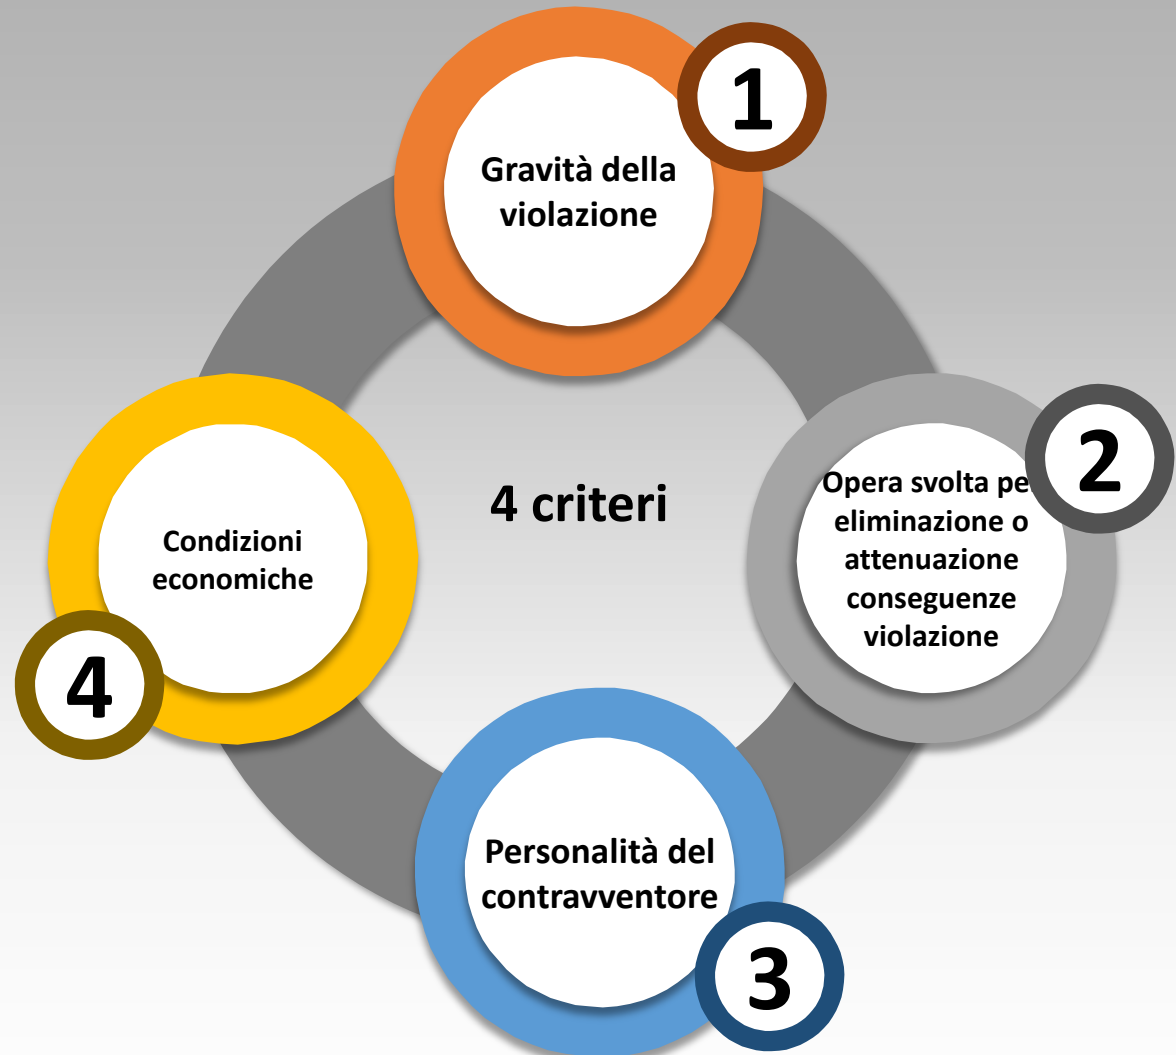 1
Gravità della
violazione
2
Opera svolta pe
eliminazione o
attenuazione
conseguenze
violazione
4 criteri
Condizioni
economiche
4
Personalità del
contravventore
3